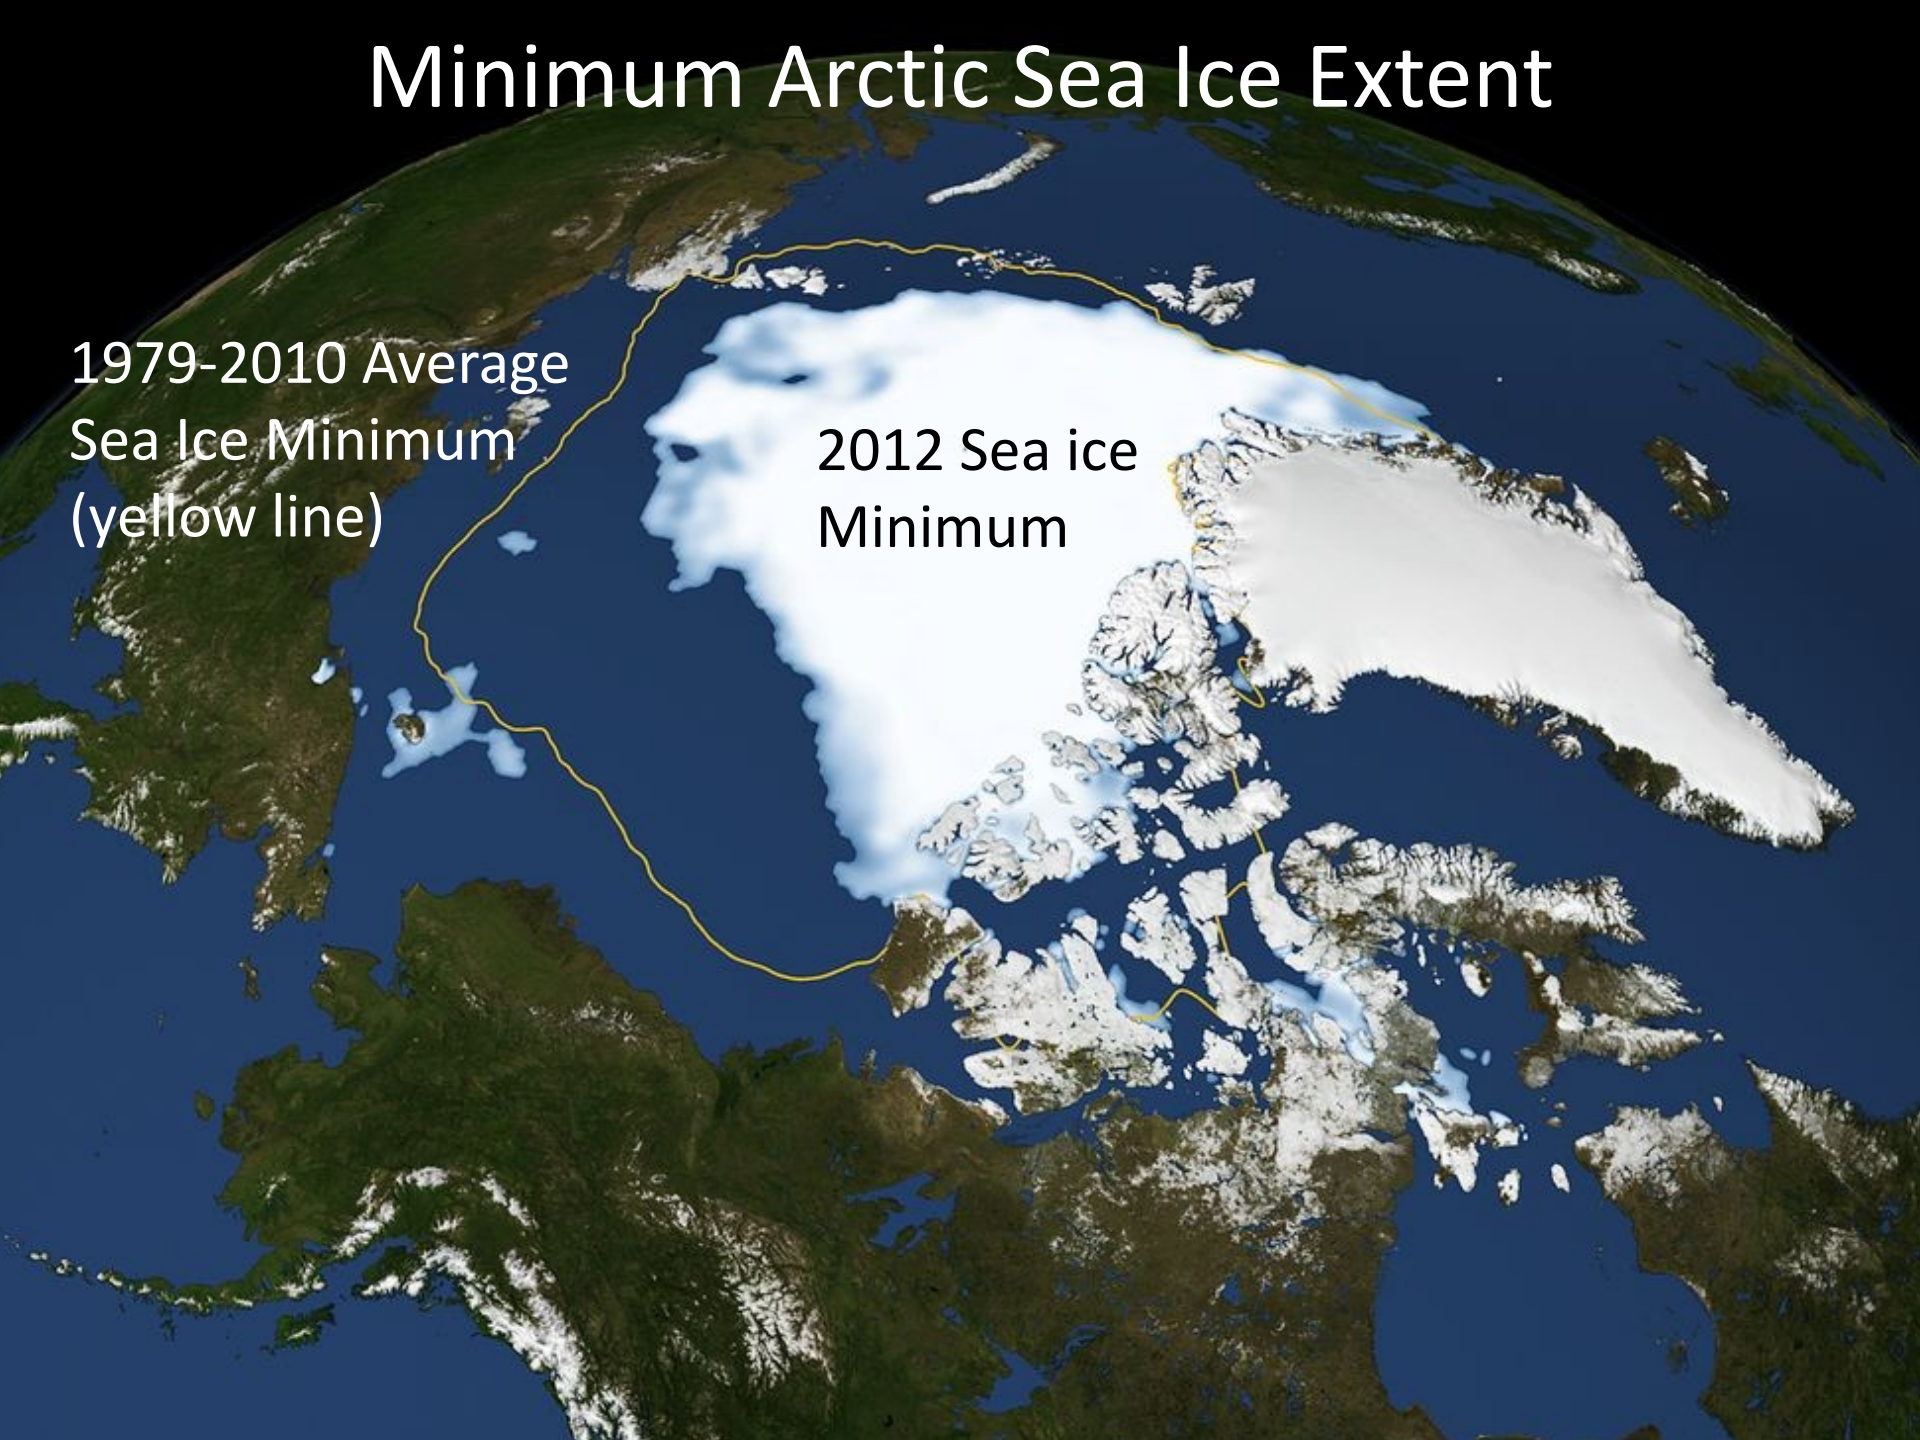 Minimum Arctic Sea Ice Extent
1979-2010 Average
Sea Ice Minimum
(yellow line)
2012 Sea ice
Minimum